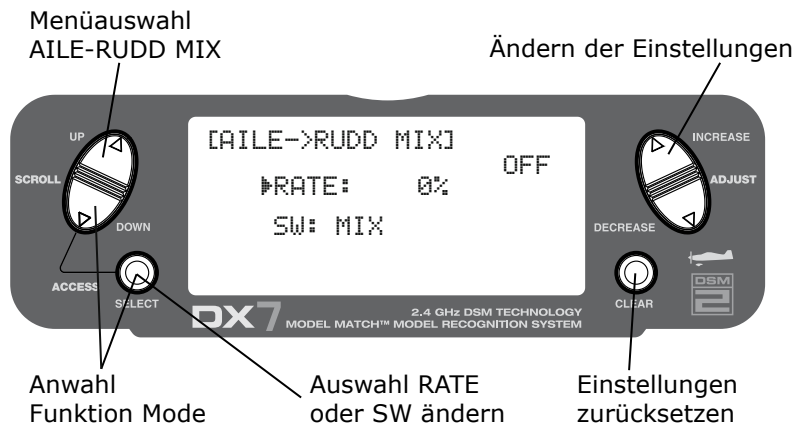 Menüauswahl
AILE-RUDD MIX
Ändern der Einstellungen
UP
SCROLL
DOWN
ACCESS
SELECT
[AILE->RUDD MIX]
OFF
RATE: 0%
SW: MIX
INCREASE
ADJUST
DECREASE
CLEAR
DSM
2
DX7
2.4 GHz DSM TECHNOLOGY
MODEL MATCH™ MODEL RECOGNITION SYSTEM
Anwahl
Funktion Mode
Auswahl RATE
oder SW ändern
Einstellungen
zurücksetzen